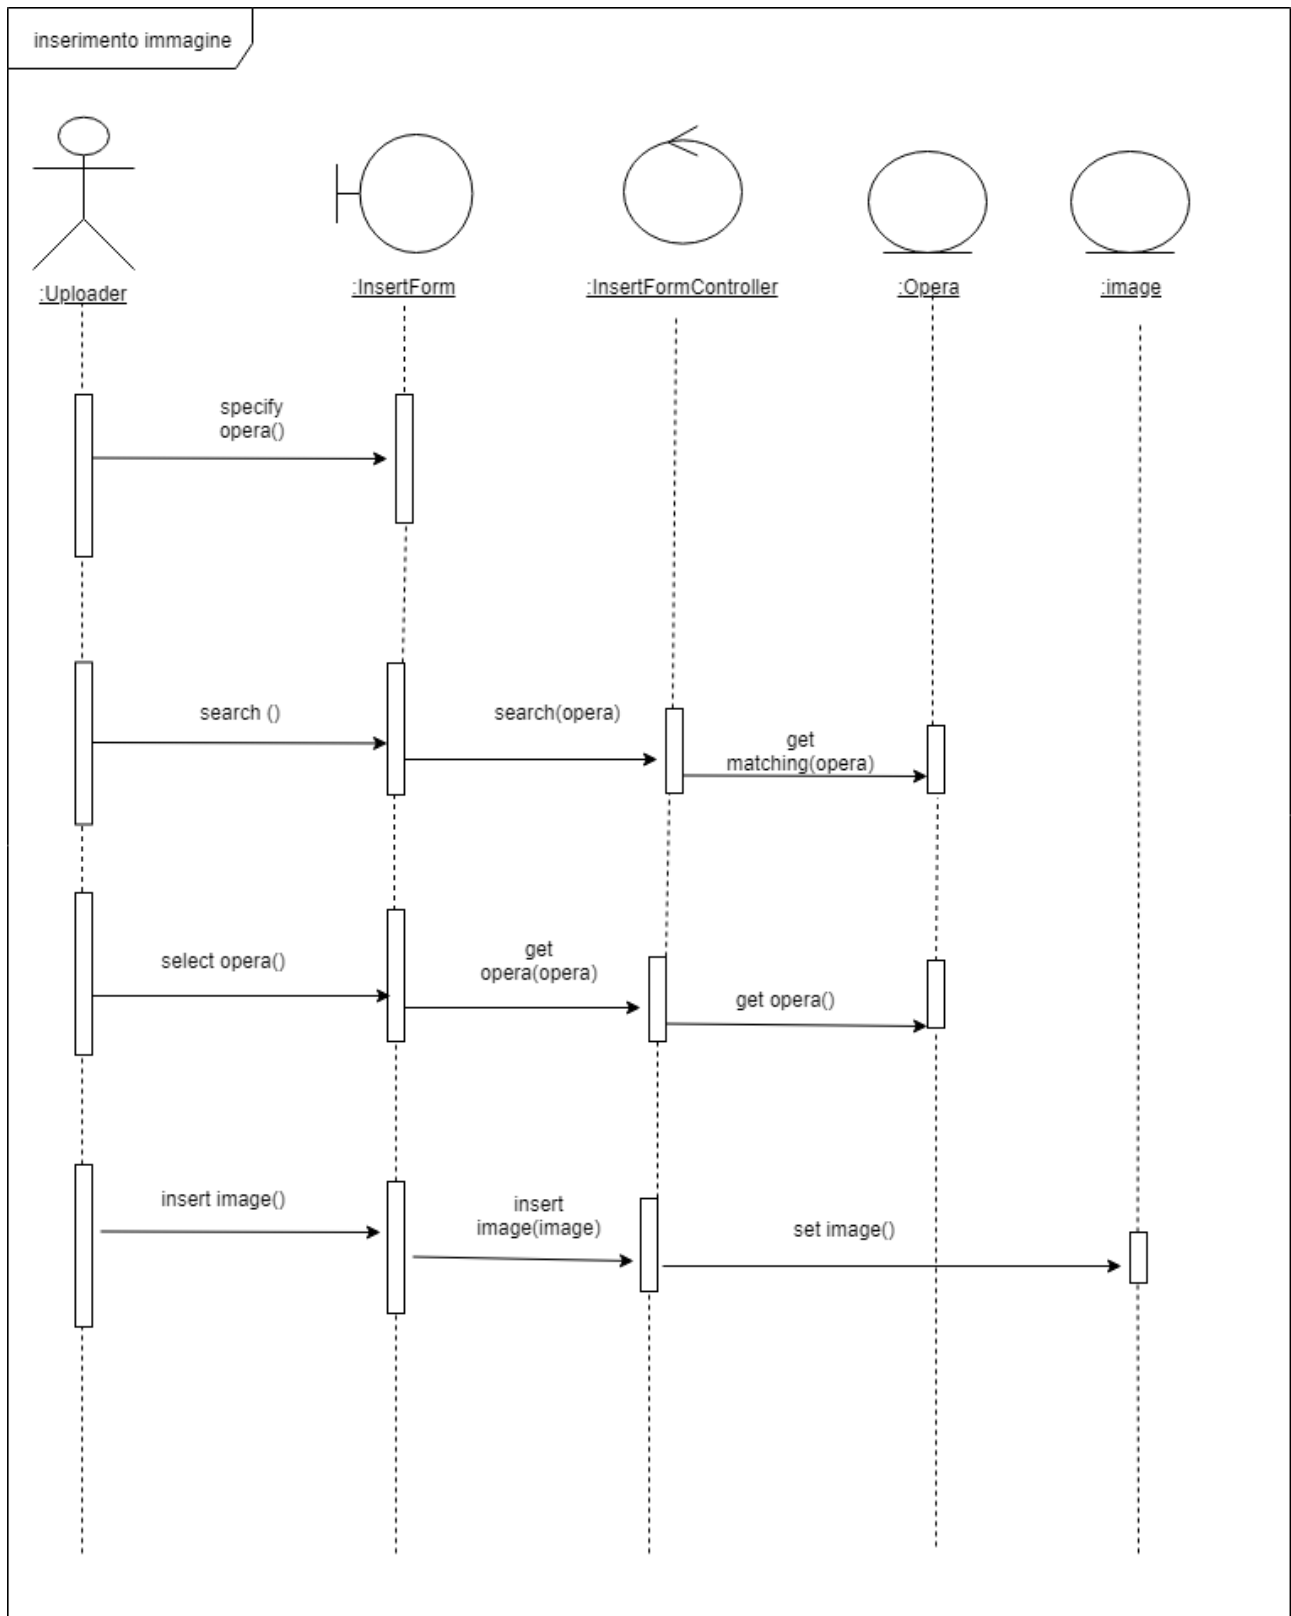 inserimento immagine
:Uploader
:InsertForm
:InsertFormController
:Opera
:image
specify
opera()
search ()
search(opera)
get
matching(opera)
select opera()
get
opera(opera)
get opera()
insert image()
insert
image(image)
set image()